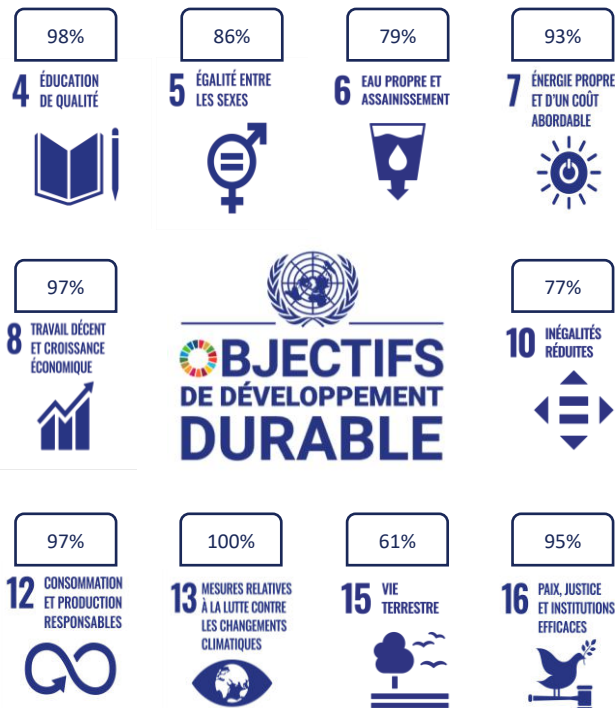 98%
4 ÉDUCATION
DE QUALITÉ
86%
5 ÉGALITÉ ENTRE
LES SEXES
79%
6 EAU PROPRE ET
ASSAINISSEMENT
93%
7 ÉNERGIE PROPRE
ET D'UN COÛT
ABORDABLE
97%
8 TRAVAIL DÉCENT
ET CROISSANCE
ÉCONOMIQUE
OBJECTIFS
DE DÉVELOPPEMENT
DURABLE
77%
10 INÉGALITÉS
RÉDUITES
97%
12 CONSOMMATION
ET PRODUCTION
RESPONSABLES
100%
13 MESURES RELATIVES
À LA LUTTE CONTRE
LES CHANGEMENTS
CLIMATIQUES
61%
15 VIE
TERRESTRE
95%
16 PAIX, JUSTICE
ET INSTITUTIONS
EFFICACES